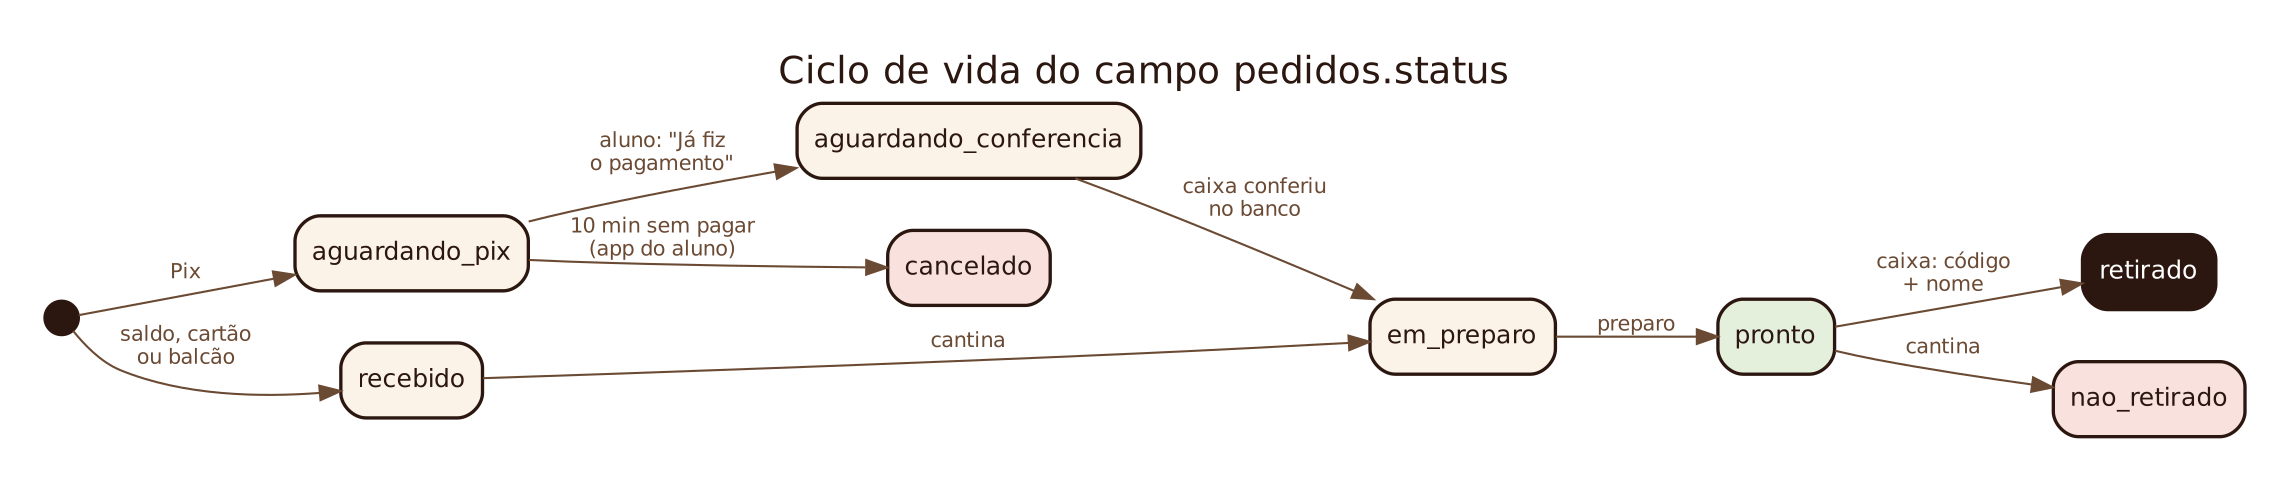 Ciclo de vida do campo pedidos.status
aguardando_conferencia
aluno: "Já fiz
o pagamento"
caixa conferiu
no banco
10 min sem pagar
(app do aluno)
aguardando_pix
cancelado
Pix
saldo, cartão
ou balcão
recebido
cantina
em_preparo
preparo
pronto
caixa: código
+ nome
retirado
cantina
nao_retirado